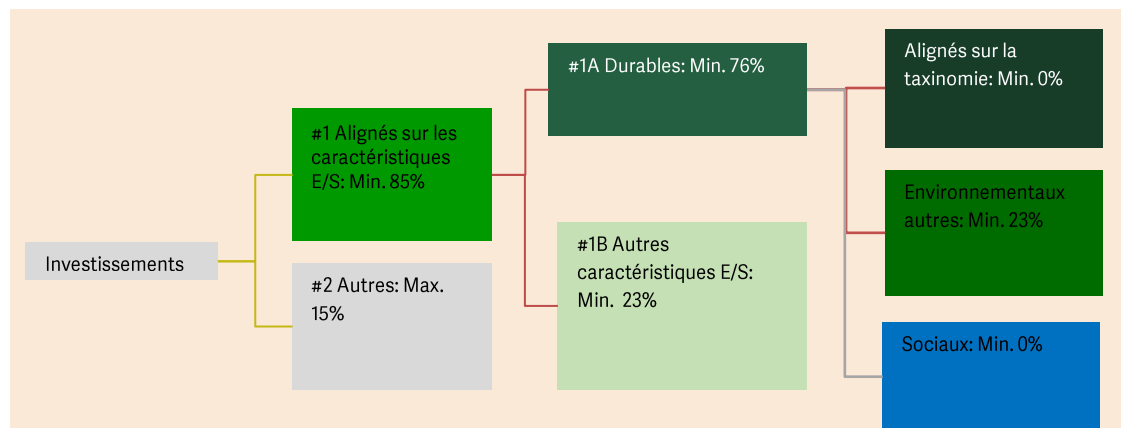 Investissements
#1 Alignés sur les
caractéristiques
E/S: Min. 85%
#2 Autres: Max.
15%
#1A Durables: Min. 76%
#1B Autres
caractéristiques E/S:
Min. 23%
Alignés sur la
taxinomie: Min. 0%
Environnementaux
autres: Min. 23%
Sociaux: Min. 0%